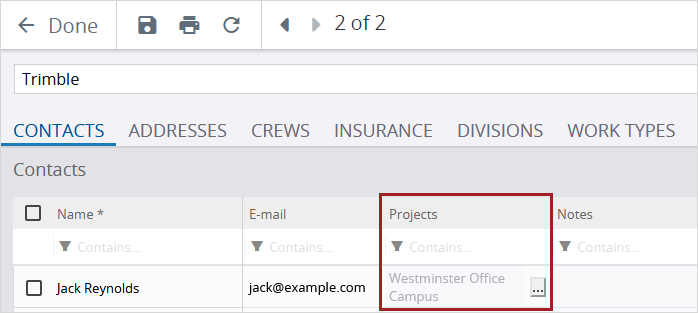 Done 2 of 2
Trimble
CONTACTS ADDRESSES CREWS INSURANCE DIVISIONS WORK TYPES
Contacts
Name * E-mail Projects Notes
Contains... Contains... Contains... Contains...
Jack Reynolds jack@example.com Westminster Office
Campus ...